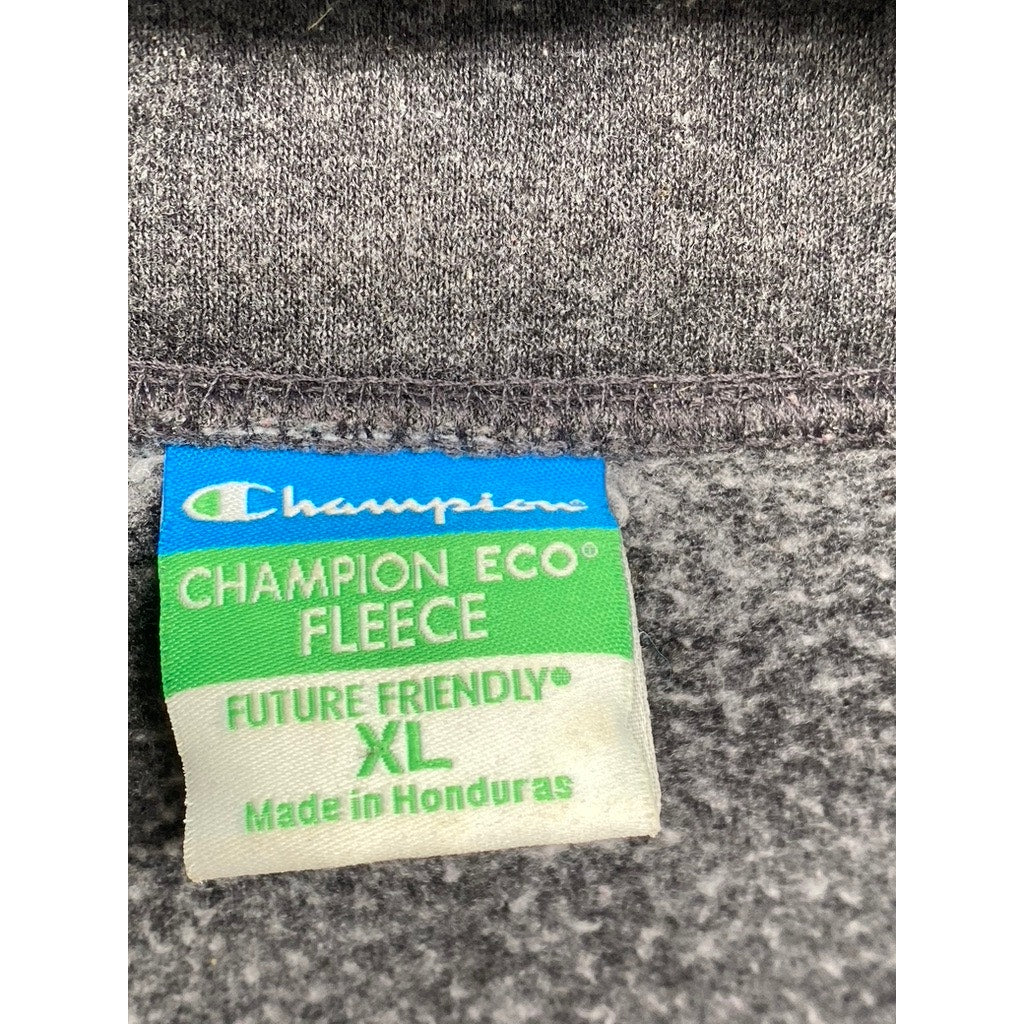 Champion
CHAMPION ECO®
FLEECE
FUTURE FRIENDLY®
XL
Made in Honduras